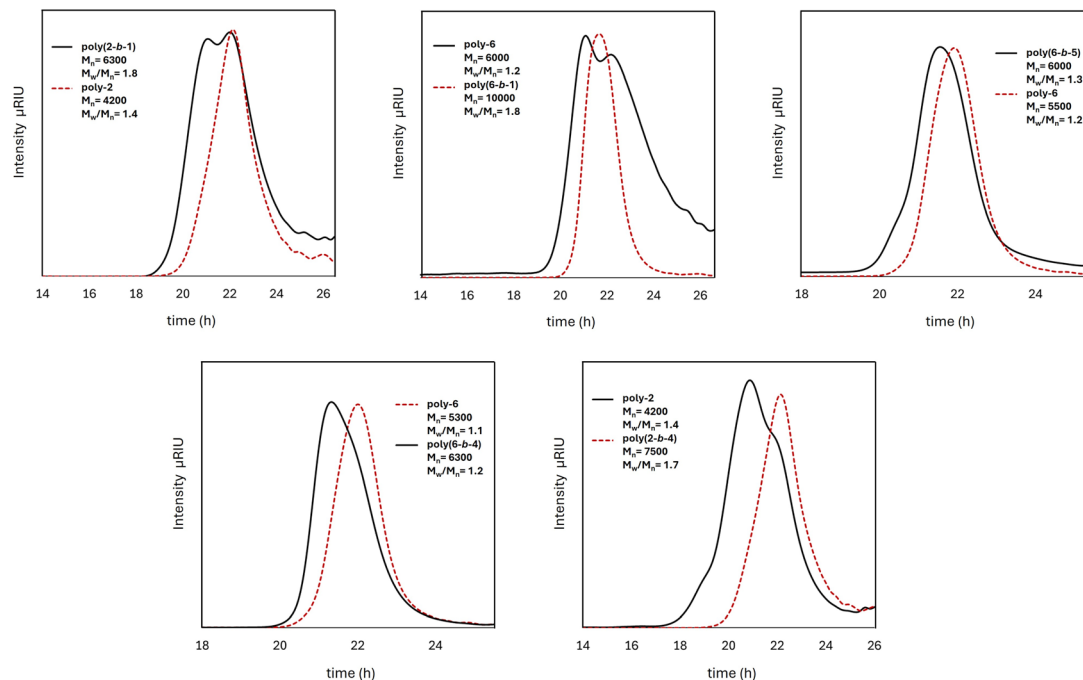 poly(2-b-1)
Mn= 6300
Mw/Mn= 1.8
poly-2
Mn= 4200
Mw/Mn= 1.4
Intensity µRIU
14 16 18 20 22 24 26
time (h)
poly-6
Mn= 6000
Mw/Mn= 1.2
poly(6-b-1)
Mn= 10000
Mw/Mn= 1.8
Intensity µRIU
14 16 18 20 22 24 26
time (h)
poly(6-b-5)
Mn= 6000
Mw/Mn= 1.3
poly-6
Mn= 5500
Mw/Mn= 1.2
Intensity µRIU
18 20 22 24
time (h)
poly-6
Mn= 5300
Mw/Mn= 1.1
poly(6-b-4)
Mn= 6300
Mw/Mn= 1.2
Intensity µRIU
18 20 22 24
time (h)
poly-2
Mn= 4200
Mw/Mn= 1.4
poly(2-b-4)
Mn= 7500
Mw/Mn= 1.7
Intensity µRIU
14 16 18 20 22 24 26
time (h)